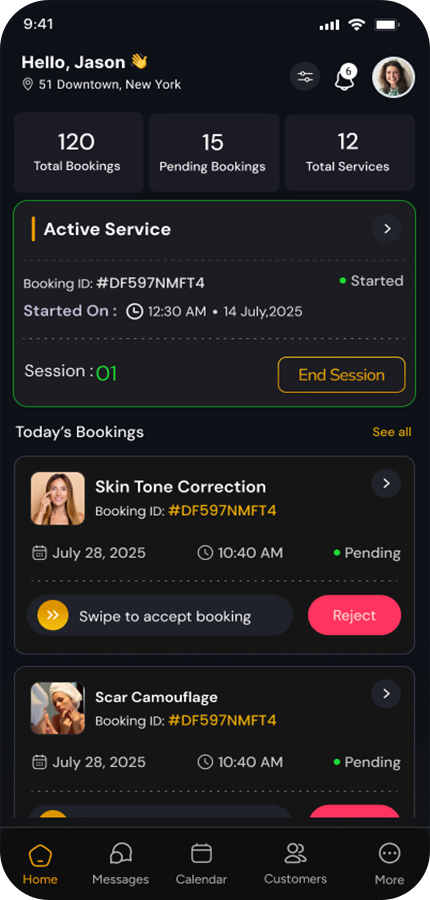 9:41
Hello, Jason 👋
51 Downtown, New York
6
120
Total Bookings
15
Pending Bookings
12
Total Services
Active Service
Booking ID: #DF597NMFT4
Started
Started On : 12:30 AM • 14 July,2025
Session : 01
End Session
Today’s Bookings
See all
Skin Tone Correction
Booking ID: #DF597NMFT4
July 28, 2025
10:40 AM
Pending
Swipe to accept booking
Reject
Scar Camouflage
Booking ID: #DF597NMFT4
July 28, 2025
10:40 AM
Pending
Home
Messages
Calendar
Customers
More